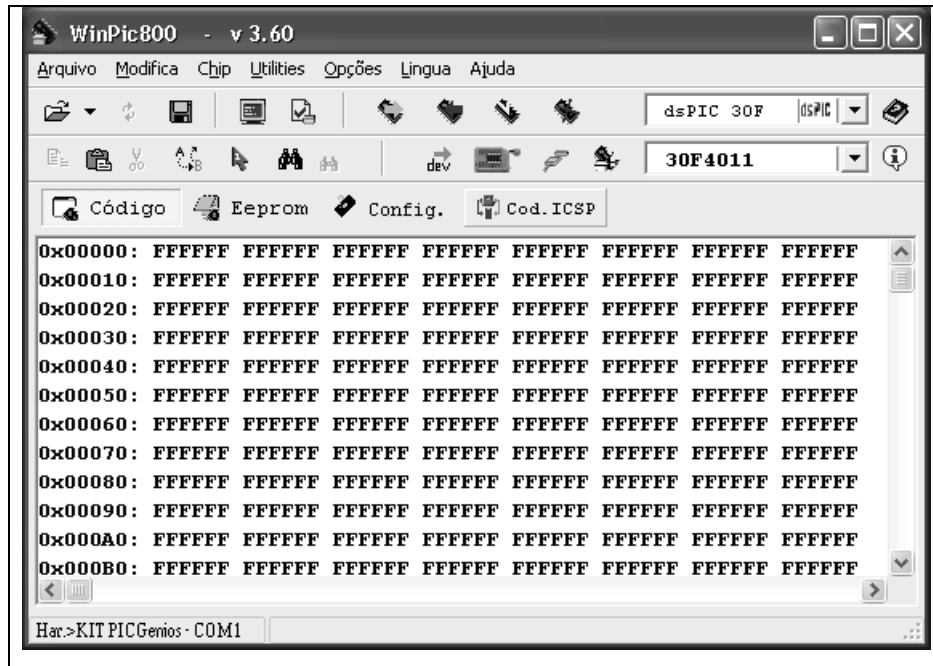 WinPic800 - v 3.60
Arquivo Modifica Chip Utilities Opções Lingua Ajuda
dsPIC 30F dsPIC
dev 30F4011
Código Eeprom Config. Cod.ICSP
0x00000: FFFFFF FFFFFF FFFFFF FFFFFF FFFFFF FFFFFF FFFFFF FFFFFF
0x00010: FFFFFF FFFFFF FFFFFF FFFFFF FFFFFF FFFFFF FFFFFF FFFFFF
0x00020: FFFFFF FFFFFF FFFFFF FFFFFF FFFFFF FFFFFF FFFFFF FFFFFF
0x00030: FFFFFF FFFFFF FFFFFF FFFFFF FFFFFF FFFFFF FFFFFF FFFFFF
0x00040: FFFFFF FFFFFF FFFFFF FFFFFF FFFFFF FFFFFF FFFFFF FFFFFF
0x00050: FFFFFF FFFFFF FFFFFF FFFFFF FFFFFF FFFFFF FFFFFF FFFFFF
0x00060: FFFFFF FFFFFF FFFFFF FFFFFF FFFFFF FFFFFF FFFFFF FFFFFF
0x00070: FFFFFF FFFFFF FFFFFF FFFFFF FFFFFF FFFFFF FFFFFF FFFFFF
0x00080: FFFFFF FFFFFF FFFFFF FFFFFF FFFFFF FFFFFF FFFFFF FFFFFF
0x00090: FFFFFF FFFFFF FFFFFF FFFFFF FFFFFF FFFFFF FFFFFF FFFFFF
0x000A0: FFFFFF FFFFFF FFFFFF FFFFFF FFFFFF FFFFFF FFFFFF FFFFFF
0x000B0: FFFFFF FFFFFF FFFFFF FFFFFF FFFFFF FFFFFF FFFFFF FFFFFF
Har.>KIT PICGenios - COM1